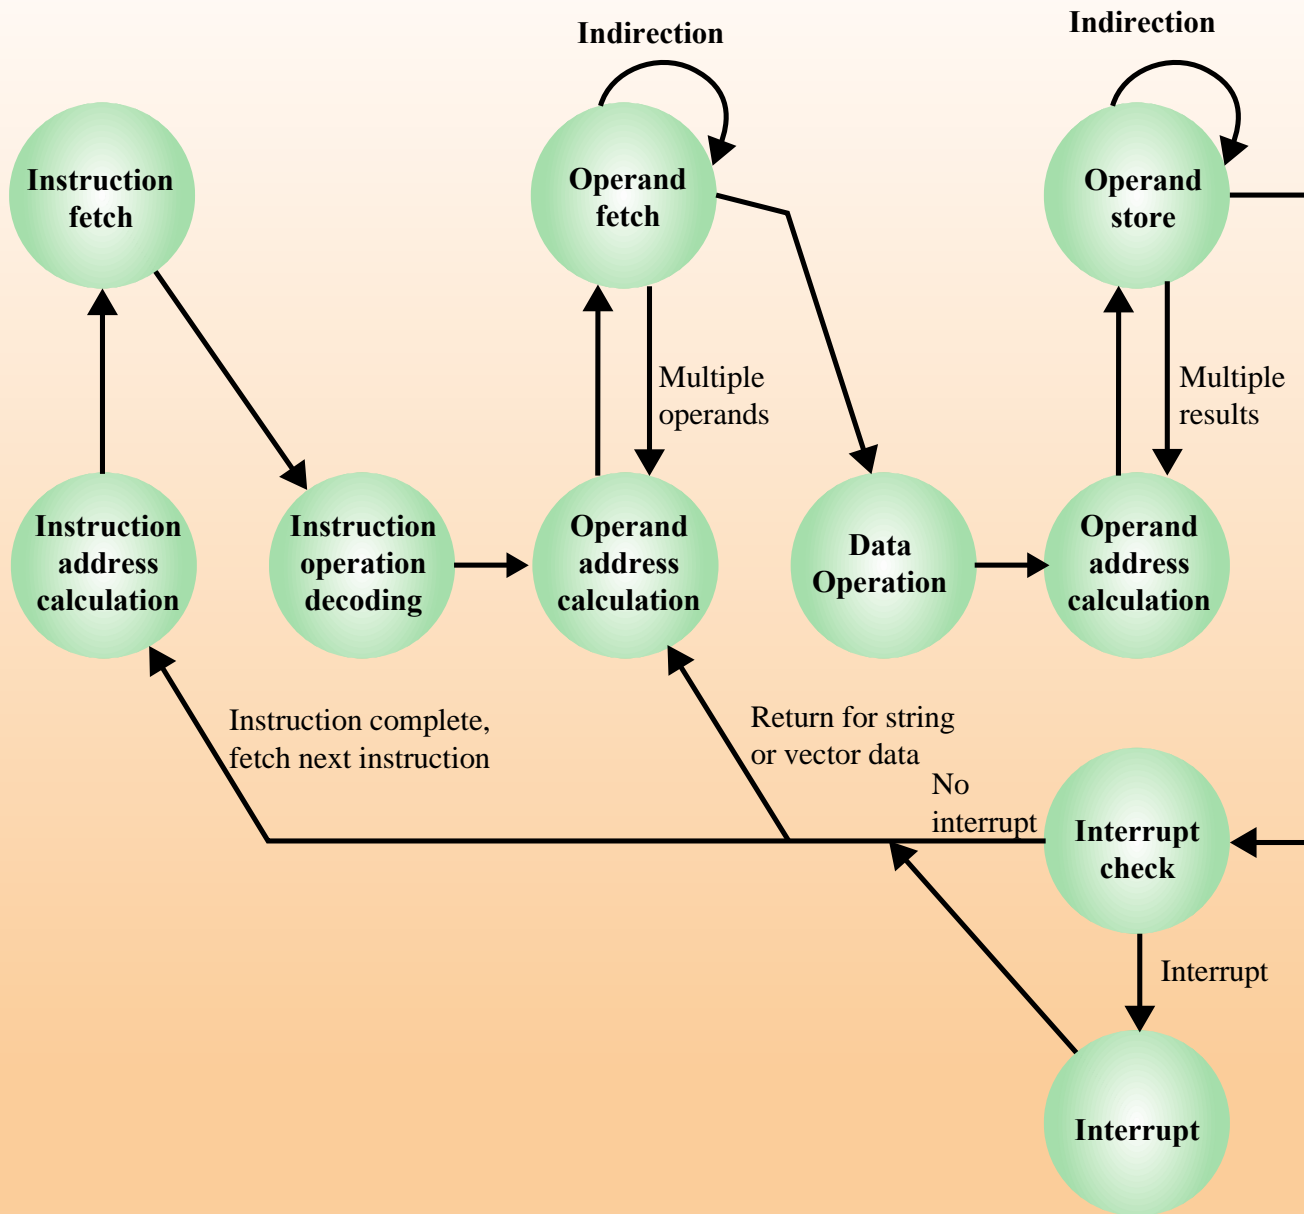 Indirection
Indirection
Instruction
fetch
Operand
fetch
Operand
store
Multiple
operands
Multiple
results
Instruction
address
calculation
Instruction
operation
decoding
Operand
address
calculation
Data
Operation
Operand
address
calculation
Instruction complete,
fetch next instruction
Return for string
or vector data
No
interrupt
Interrupt
check
Interrupt
Interrupt